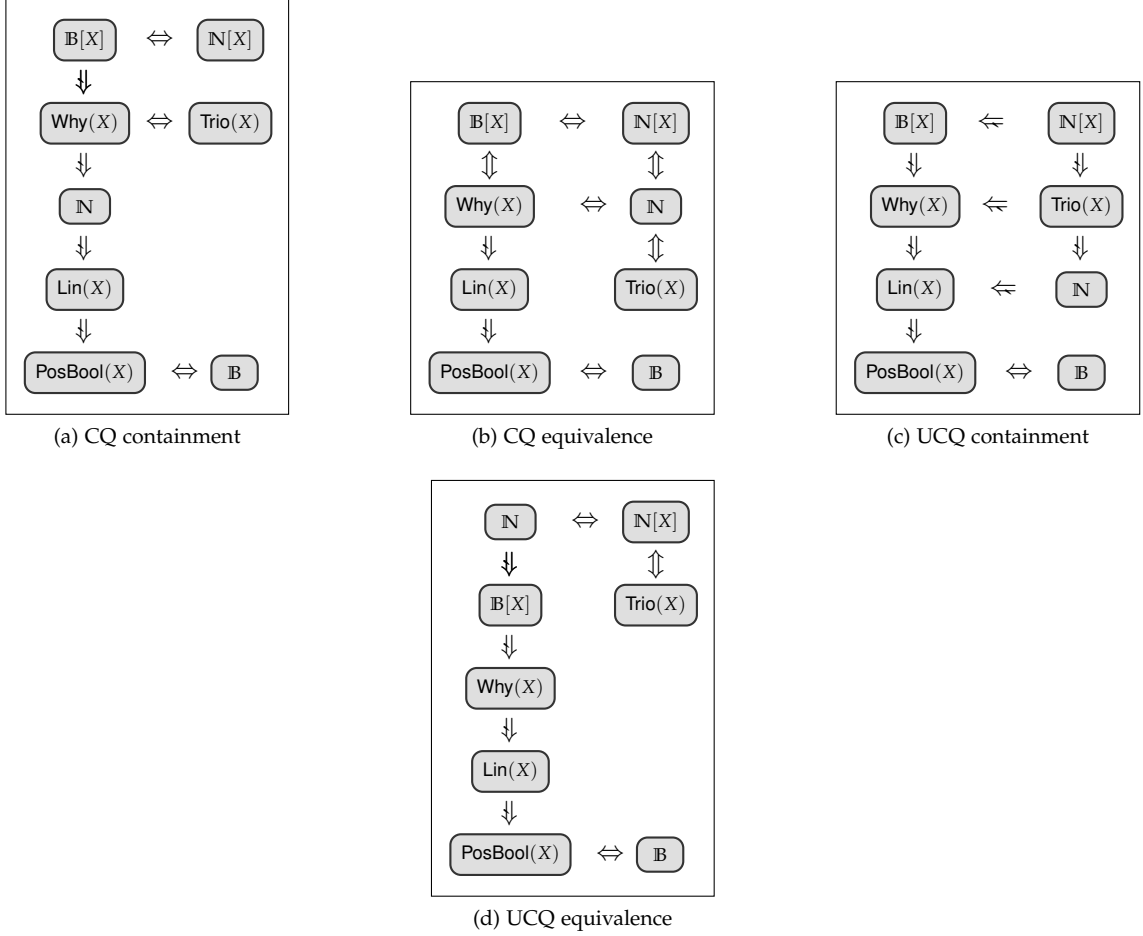 𝔹[X] ⇔ ℕ[X]
⇓̸
Why(X) ⇔ Trio(X)
⇓̸
ℕ
⇓̸
Lin(X)
⇓̸
PosBool(X) ⇔ 𝔹
(a) CQ containment
𝔹[X] ⇔ ℕ[X]
⇕ ⇕
Why(X) ⇔ ℕ
⇓̸ ⇕
Lin(X) Trio(X)
⇓̸
PosBool(X) ⇔ 𝔹
(b) CQ equivalence
𝔹[X] ⇍ ℕ[X]
⇓̸ ⇓̸
Why(X) ⇍ Trio(X)
⇓̸ ⇓̸
Lin(X) ⇍ ℕ
⇓̸
PosBool(X) ⇔ 𝔹
(c) UCQ containment
ℕ ⇔ ℕ[X]
⇓̸ ⇕
𝔹[X] Trio(X)
⇓̸
Why(X)
⇓̸
Lin(X)
⇓̸
PosBool(X) ⇔ 𝔹
(d) UCQ equivalence